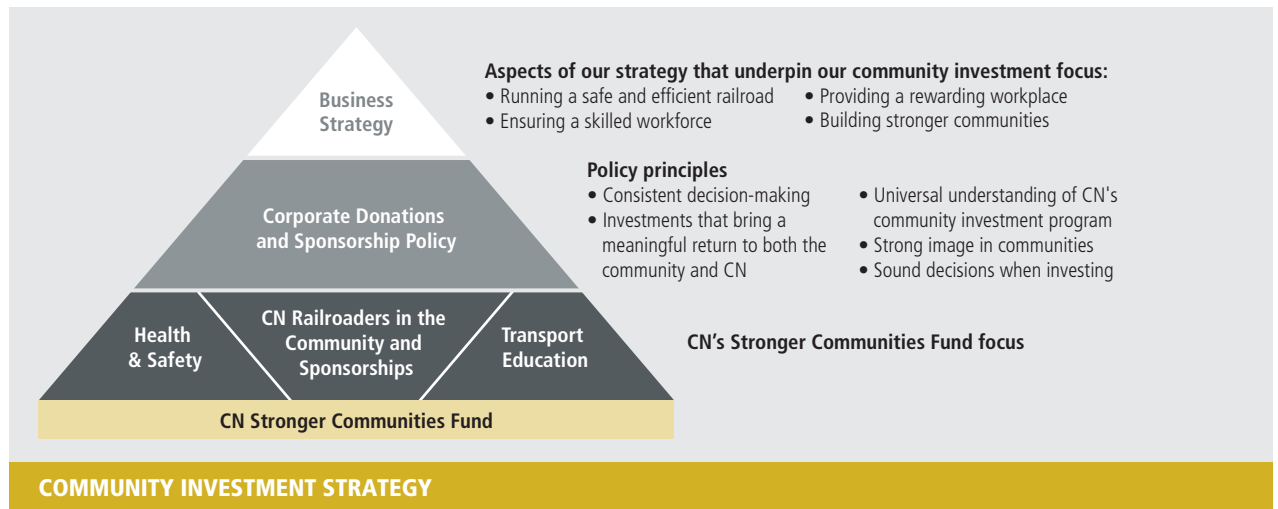 Business
Strategy
Aspects of our strategy that underpin our community investment focus:
• Running a safe and efficient railroad
• Ensuring a skilled workforce
• Providing a rewarding workplace
• Building stronger communities
Corporate Donations
and Sponsorship Policy
Policy principles
• Consistent decision-making
• Investments that bring a
meaningful return to both the
community and CN
• Universal understanding of CN's
community investment program
• Strong image in communities
• Sound decisions when investing
Health
& Safety
CN Railroaders in the
Community and
Sponsorships
Transport
Education
CN’s Stronger Communities Fund focus
CN Stronger Communities Fund
COMMUNITY INVESTMENT STRATEGY